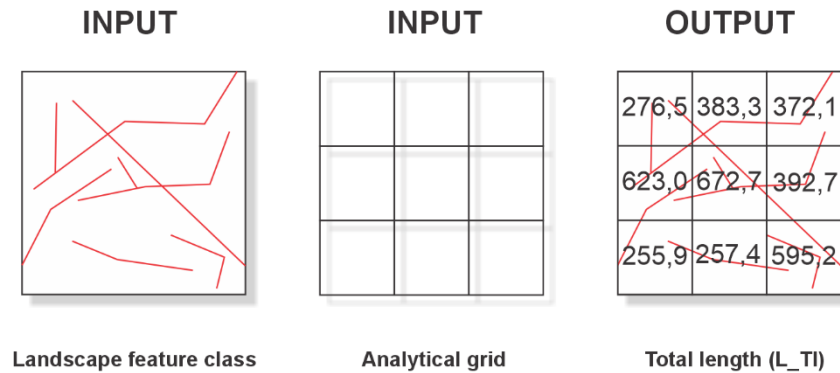 INPUT INPUT OUTPUT
276,5 383,3 372,1
623,0 672,7 392,7
255,9 257,4 595,2
Landscape feature class Analytical grid Total length (L_TI)